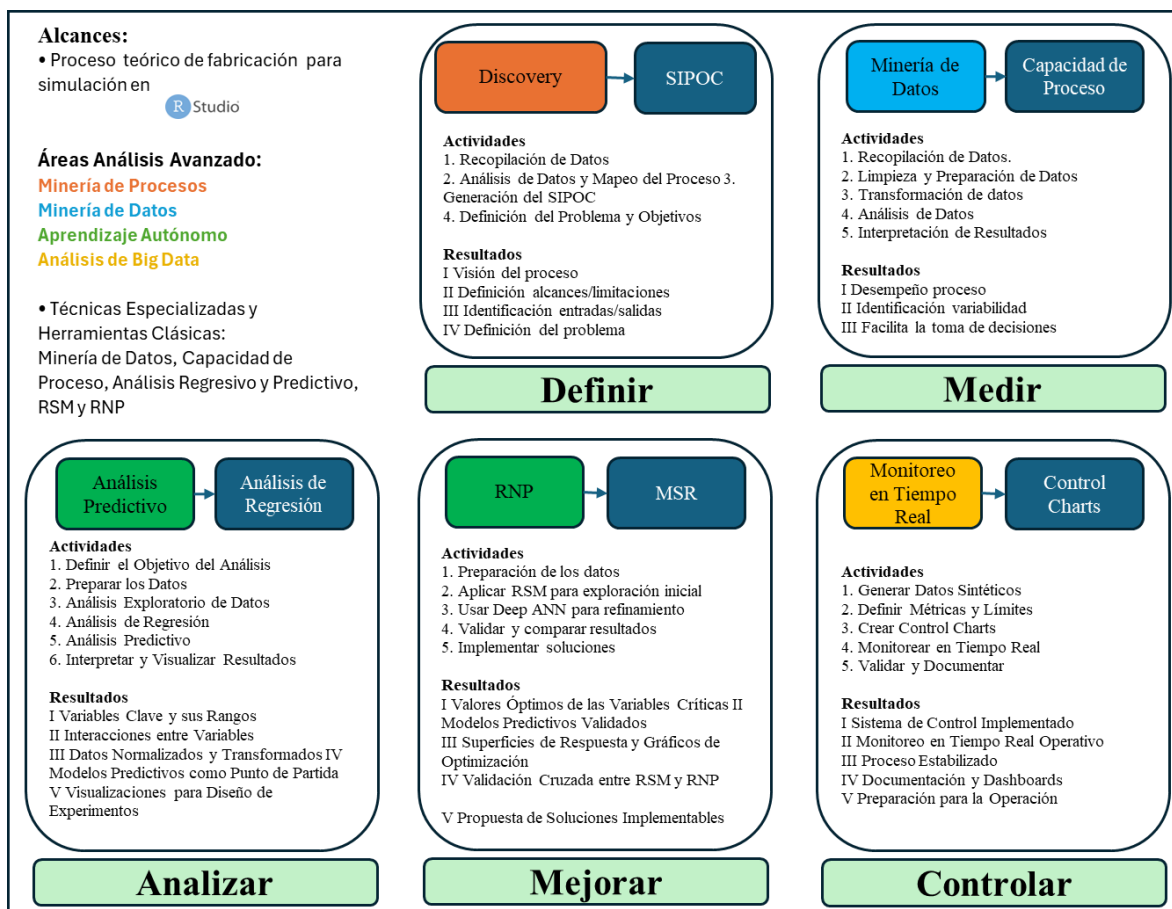 Alcances:
• Proceso teórico de fabricación para
simulación en
R Studio
Áreas Análisis Avanzado:
Minería de Procesos
Minería de Datos
Aprendizaje Autónomo
Análisis de Big Data
• Técnicas Especializadas y
Herramientas Clásicas:
Minería de Datos, Capacidad de
Proceso, Análisis Regresivo y Predictivo,
RSM y RNP
Discovery
SIPOC
Actividades
1. Recopilación de Datos
2. Análisis de Datos y Mapeo del Proceso 3.
Generación del SIPOC
4. Definición del Problema y Objetivos
Resultados
I Visión del proceso
II Definición alcances/limitaciones
III Identificación entradas/salidas
IV Definición del problema
Definir
Minería de
Datos
Capacidad de
Proceso
Actividades
1. Recopilación de Datos.
2. Limpieza y Preparación de Datos
3. Transformación de datos
4. Análisis de Datos
5. Interpretación de Resultados
Resultados
I Desempeño proceso
II Identificación variabilidad
III Facilita la toma de decisiones
Medir
Análisis
Predictivo
Análisis de
Regresión
Actividades
1. Definir el Objetivo del Análisis
2. Preparar los Datos
3. Análisis Exploratorio de Datos
4. Análisis de Regresión
5. Análisis Predictivo
6. Interpretar y Visualizar Resultados
Resultados
I Variables Clave y sus Rangos
II Interacciones entre Variables
III Datos Normalizados y Transformados IV
Modelos Predictivos como Punto de Partida
V Visualizaciones para Diseño de
Experimentos
Analizar
RNP
MSR
Actividades
1. Preparación de los datos
2. Aplicar RSM para exploración inicial
3. Usar Deep ANN para refinamiento
4. Validar y comparar resultados
5. Implementar soluciones
Resultados
I Valores Óptimos de las Variables Críticas II
Modelos Predictivos Validados
III Superficies de Respuesta y Gráficos de
Optimización
IV Validación Cruzada entre RSM y RNP
V Propuesta de Soluciones Implementables
Mejorar
Monitoreo
en Tiempo
Real
Control
Charts
Actividades
1. Generar Datos Sintéticos
2. Definir Métricas y Límites
3. Crear Control Charts
4. Monitorear en Tiempo Real
5. Validar y Documentar
Resultados
I Sistema de Control Implementado
II Monitoreo en Tiempo Real Operativo
III Proceso Estabilizado
IV Documentación y Dashboards
V Preparación para la Operación
Controlar